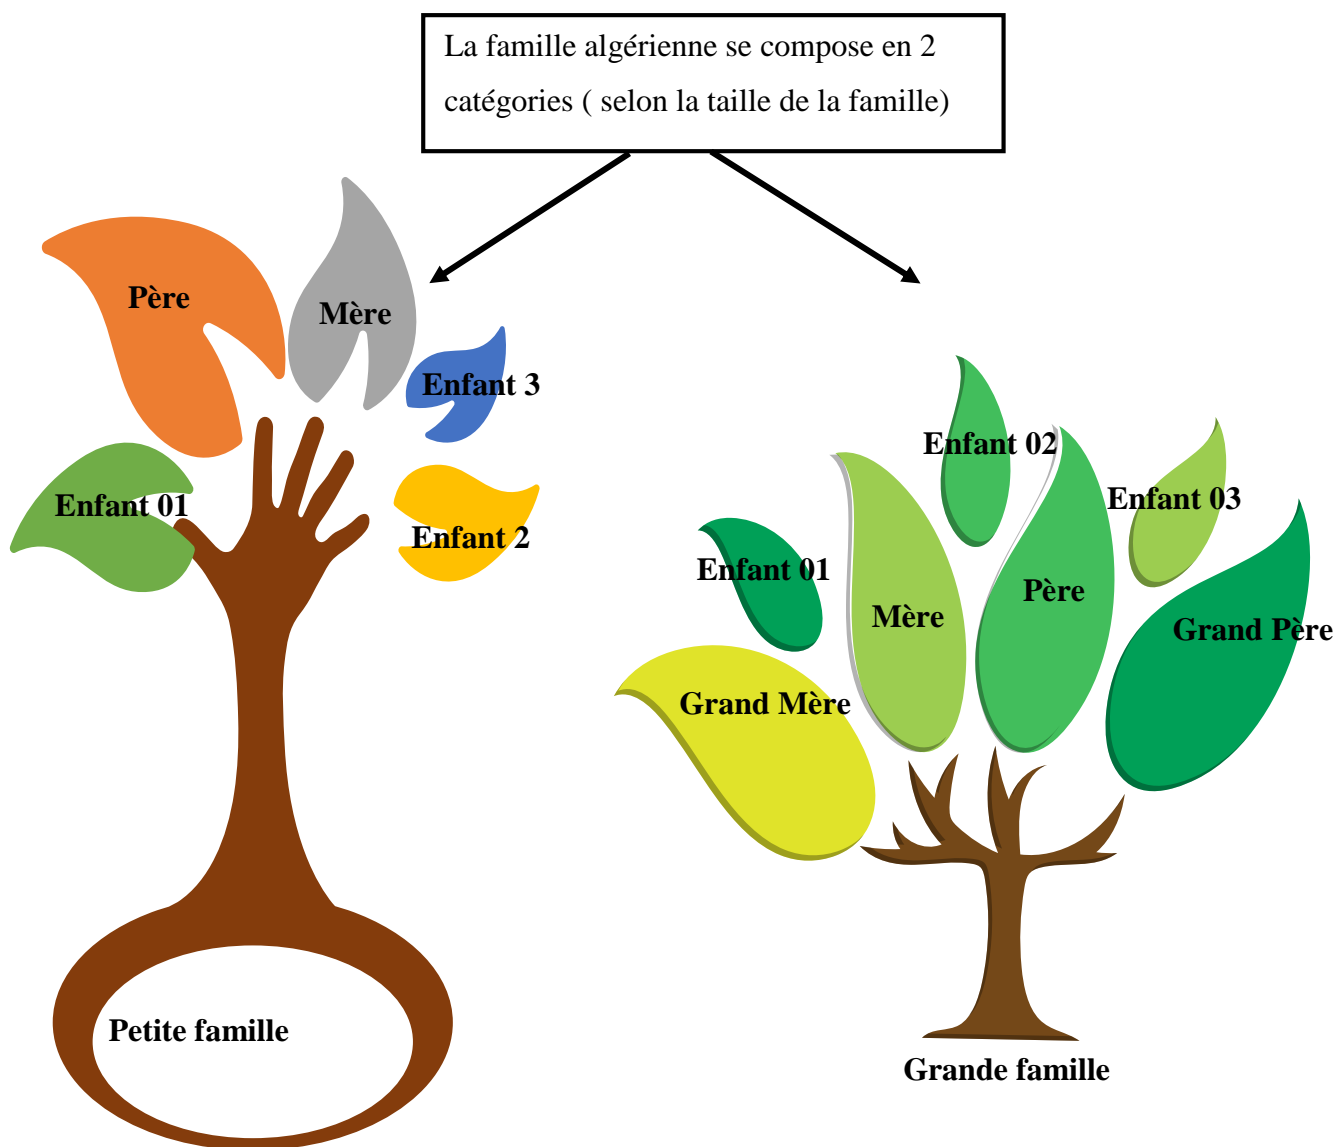 La famille algérienne se compose en 2
catégories ( selon la taille de la famille)
Père
Mère
Enfant 3
Enfant 01
Enfant 2
Petite famille
Enfant 02
Enfant 03
Enfant 01
Mère
Père
Grand Père
Grand Mère
Grande famille